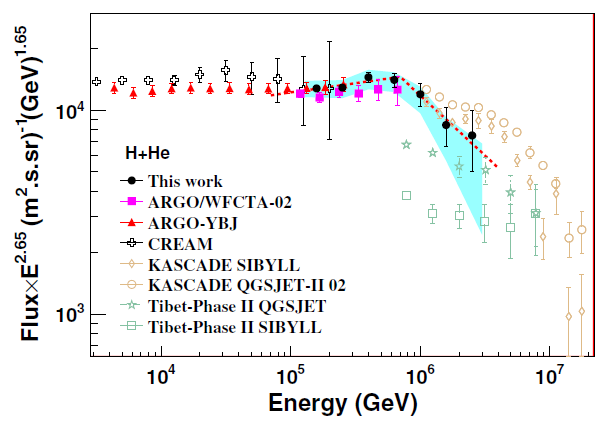 Flux×E^2.65 (m^2.s.sr)^-1(GeV)^1.65
10^4
10^3
H+He
This work
ARGO/WFCTA-02
ARGO-YBJ
CREAM
KASCADE SIBYLL
KASCADE QGSJET-II 02
Tibet-Phase II QGSJET
Tibet-Phase II SIBYLL
10^4 10^5 10^6 10^7
Energy (GeV)